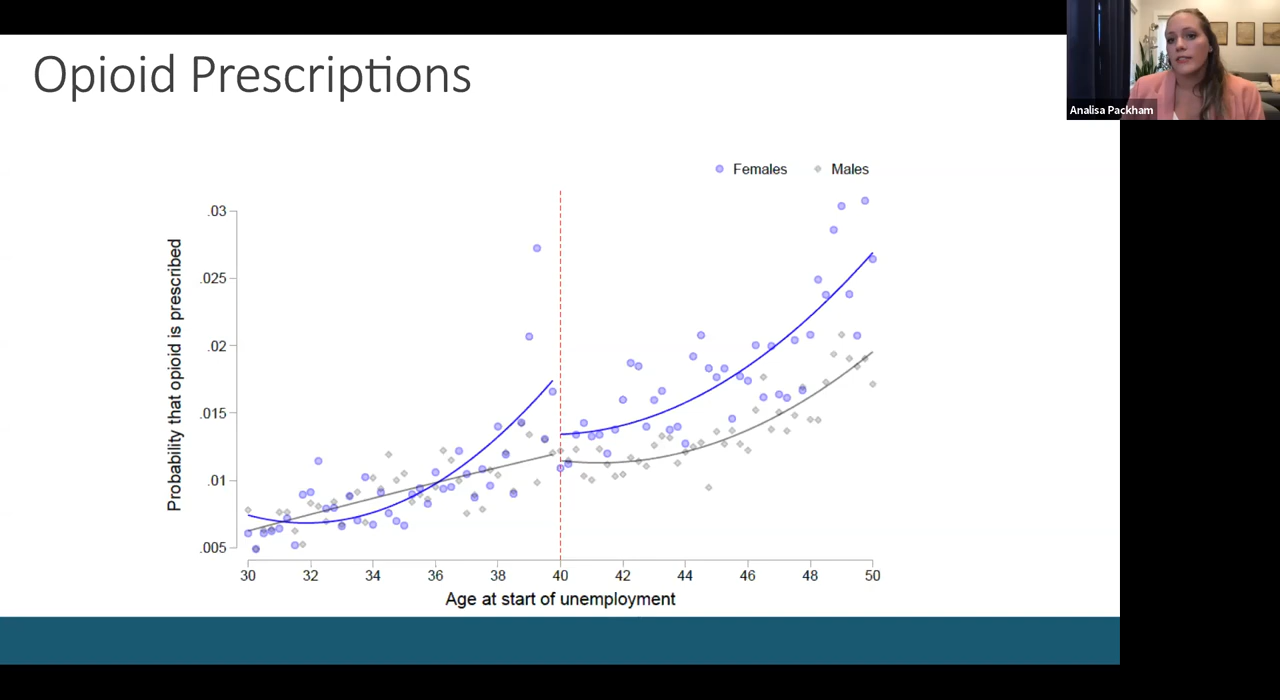 Opioid Prescriptions
Analisa Packham
Females Males
Probability that opioid is prescribed
.03
.025
.02
.015
.01
.005
30 32 34 36 38 40 42 44 46 48 50
Age at start of unemployment